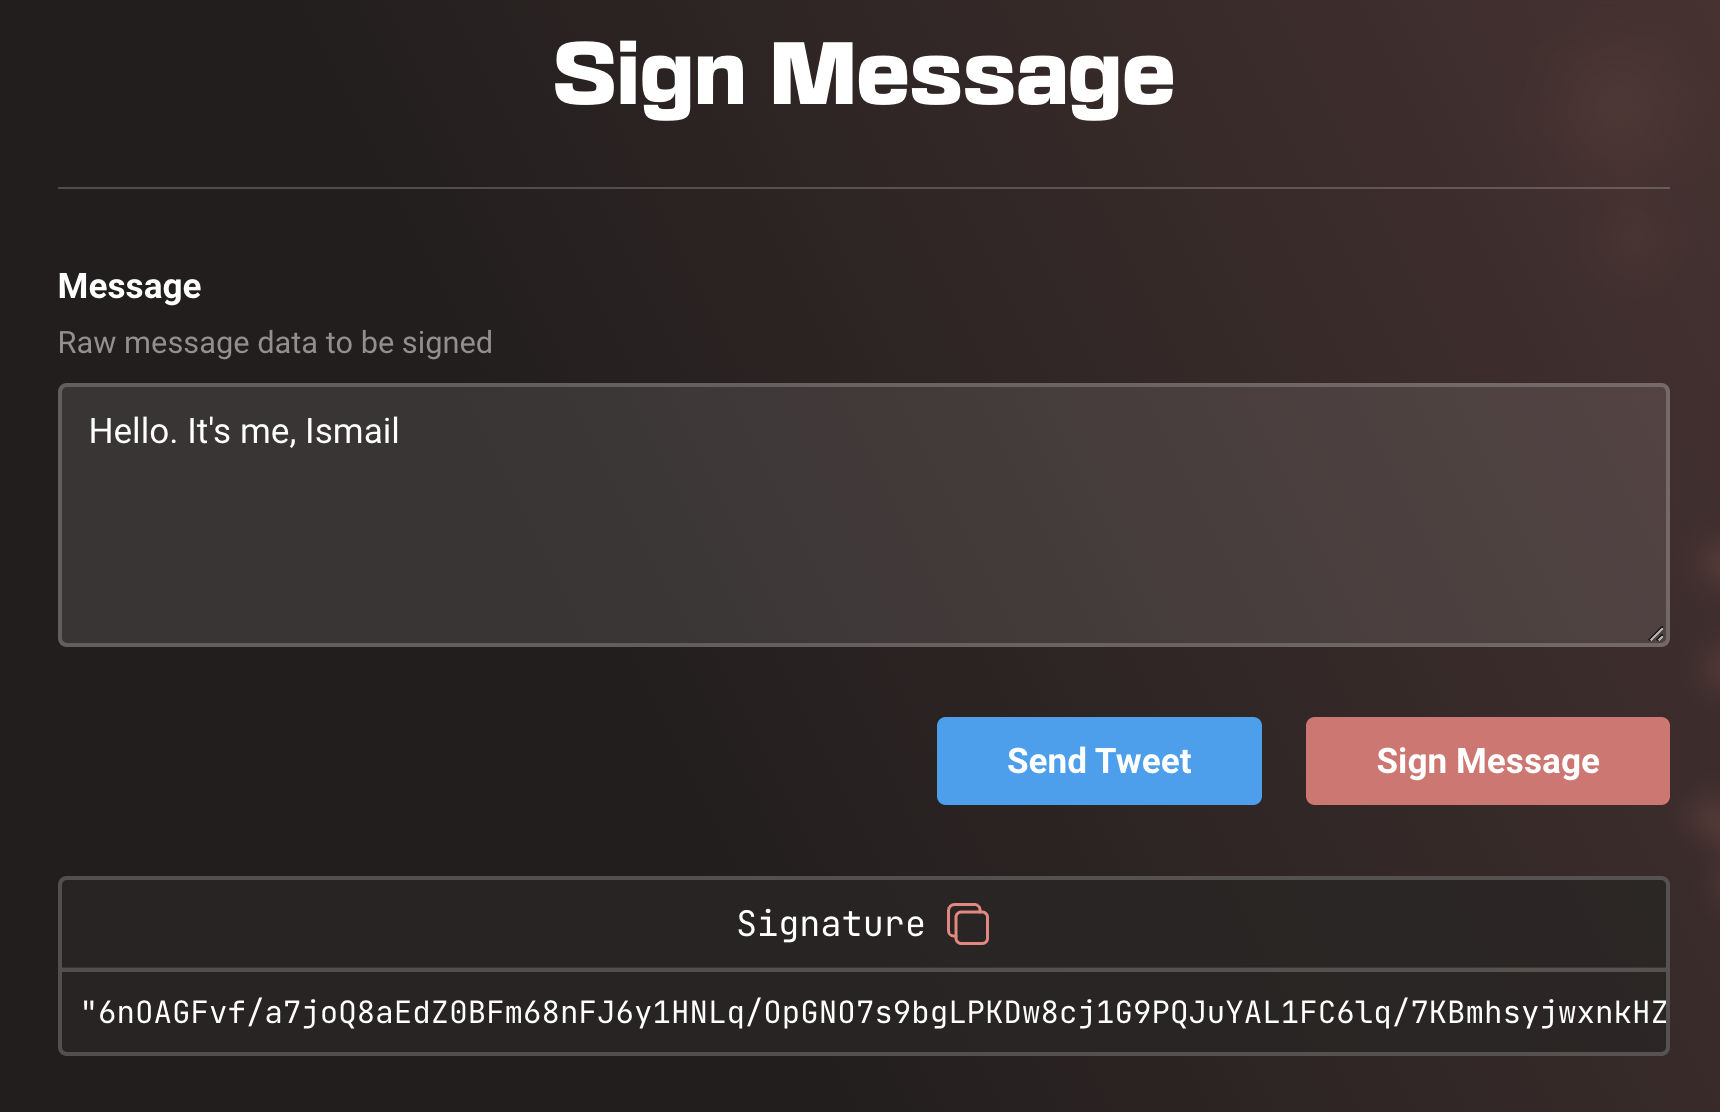 Sign Message
Message
Raw message data to be signed
Hello. It's me, Ismail
Send Tweet
Sign Message
Signature
"6nOAGFvf/a7joQ8aEdZ0BFm68nFJ6y1HNLq/OpGNO7s9bgLPKDw8cj1G9PQJuYAL1FC6lq/7KBmhsyjwxnkHZ